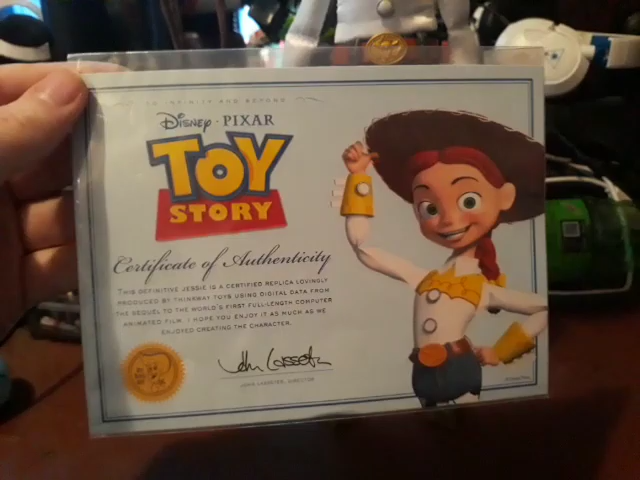 TO INFINITY AND BEYOND
Disney · PIXAR
TOY
STORY
Certificate of Authenticity
THIS DEFINITIVE JESSIE IS A CERTIFIED REPLICA LOVINGLY
PRODUCED BY THINKWAY TOYS USING DIGITAL DATA FROM
THE SEQUEL TO THE WORLD'S FIRST FULL-LENGTH COMPUTER
ANIMATED FILM. I HOPE YOU ENJOY IT AS MUCH AS WE
ENJOYED CREATING THE CHARACTER.
John Lasseter
JOHN LASSETER, DIRECTOR